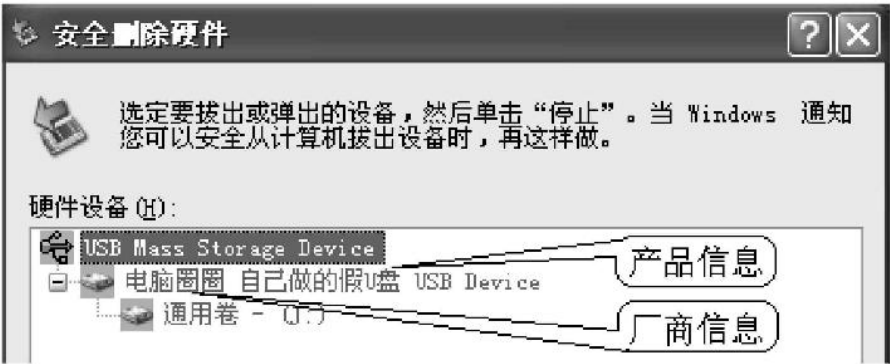 安全删除硬件
选定要拔出或弹出的设备，然后单击“停止”。当 Windows 通知
您可以安全从计算机拔出设备时，再这样做。
硬件设备(H):
USB Mass Storage Device
电脑圈圈 自己做的假U盘 USB Device
产品信息
通用卷 -
厂商信息